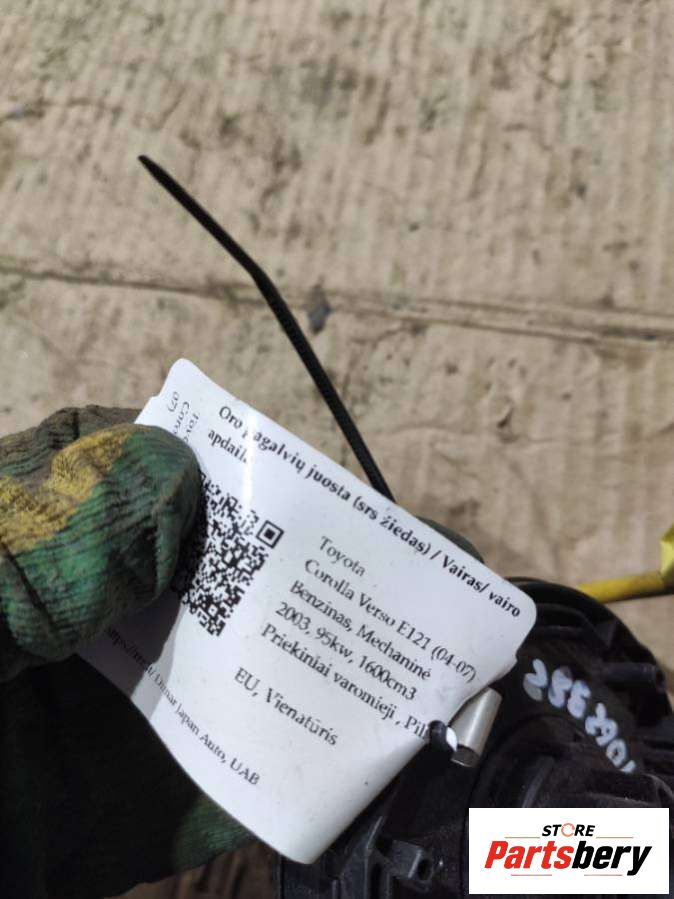 Oro pagalvių juosta (srs žiedas) / Vairas/ vairo
apdaila
Toyota
Corolla Verso E121 (04-07)
Benzinas, Mechaninė
2003, 95kw, 1600cm3
Priekiniai varomieji , Pil
EU, Vienatūris
Japan Auto, UAB
STORE
Partsbery